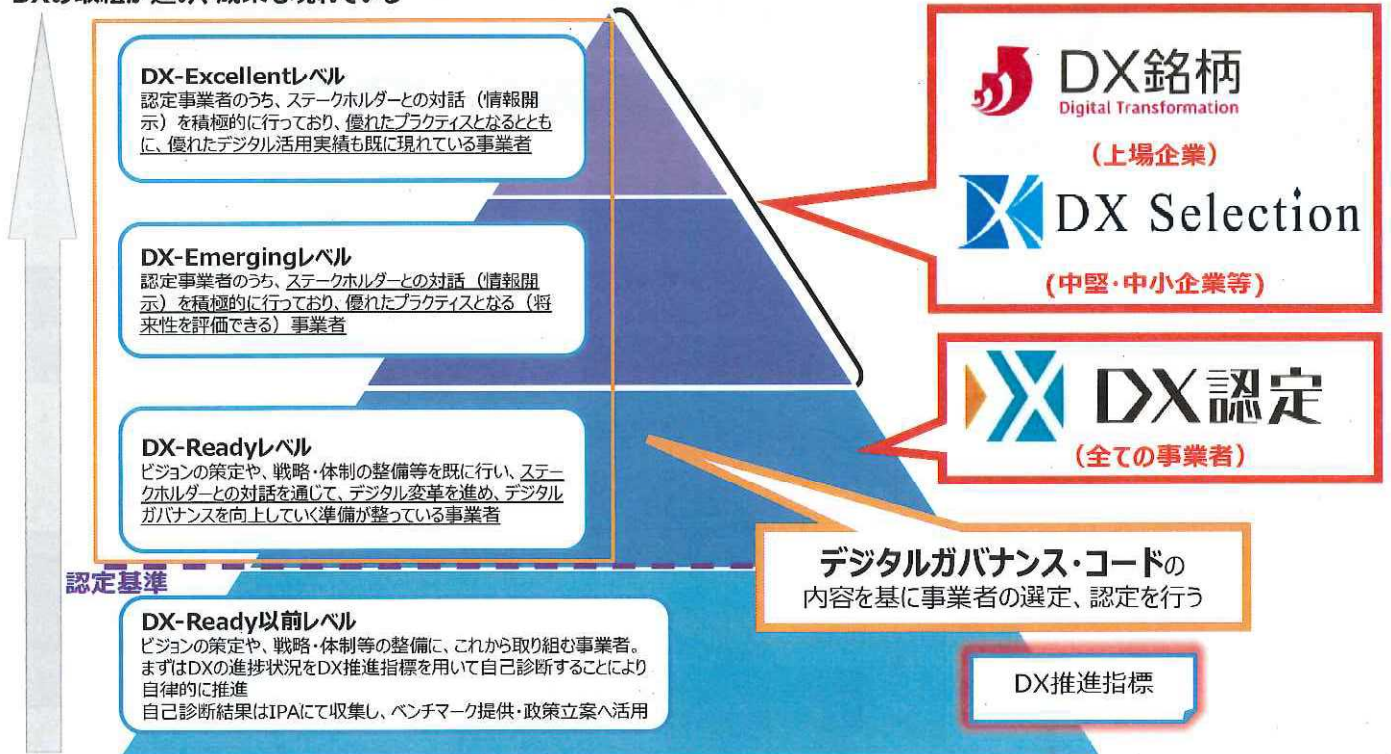 DX-Excellentレベル
認定事業者のうち、ステークホルダーとの対話（情報開
示）を積極的に行っており、優れたプラクティスとなるととも
に、優れたデジタル活用実績も既に現れている事業者
DX-Emergingレベル
認定事業者のうち、ステークホルダーとの対話（情報開
示）を積極的に行っており、優れたプラクティスとなる（将
来性を評価できる）事業者
DX-Readyレベル
ビジョンの策定や、戦略・体制の整備等を既に行い、ステー
クホルダーとの対話を通じて、デジタル変革を進め、デジタル
ガバナンスを向上していく準備が整っている事業者
認定基準
DX-Ready以前レベル
ビジョンの策定や、戦略・体制等の整備に、これから取り組む事業者。
まずはDXの進捗状況をDX推進指標を用いて自己診断することにより
自律的に推進
自己診断結果はIPAにて収集し、ベンチマーク提供・政策立案へ活用
DX銘柄
Digital Transformation
（上場企業）
DX Selection
(中堅・中小企業等)
DX認定
（全ての事業者）
デジタルガバナンス・コードの
内容を基に事業者の選定、認定を行う
DX推進指標